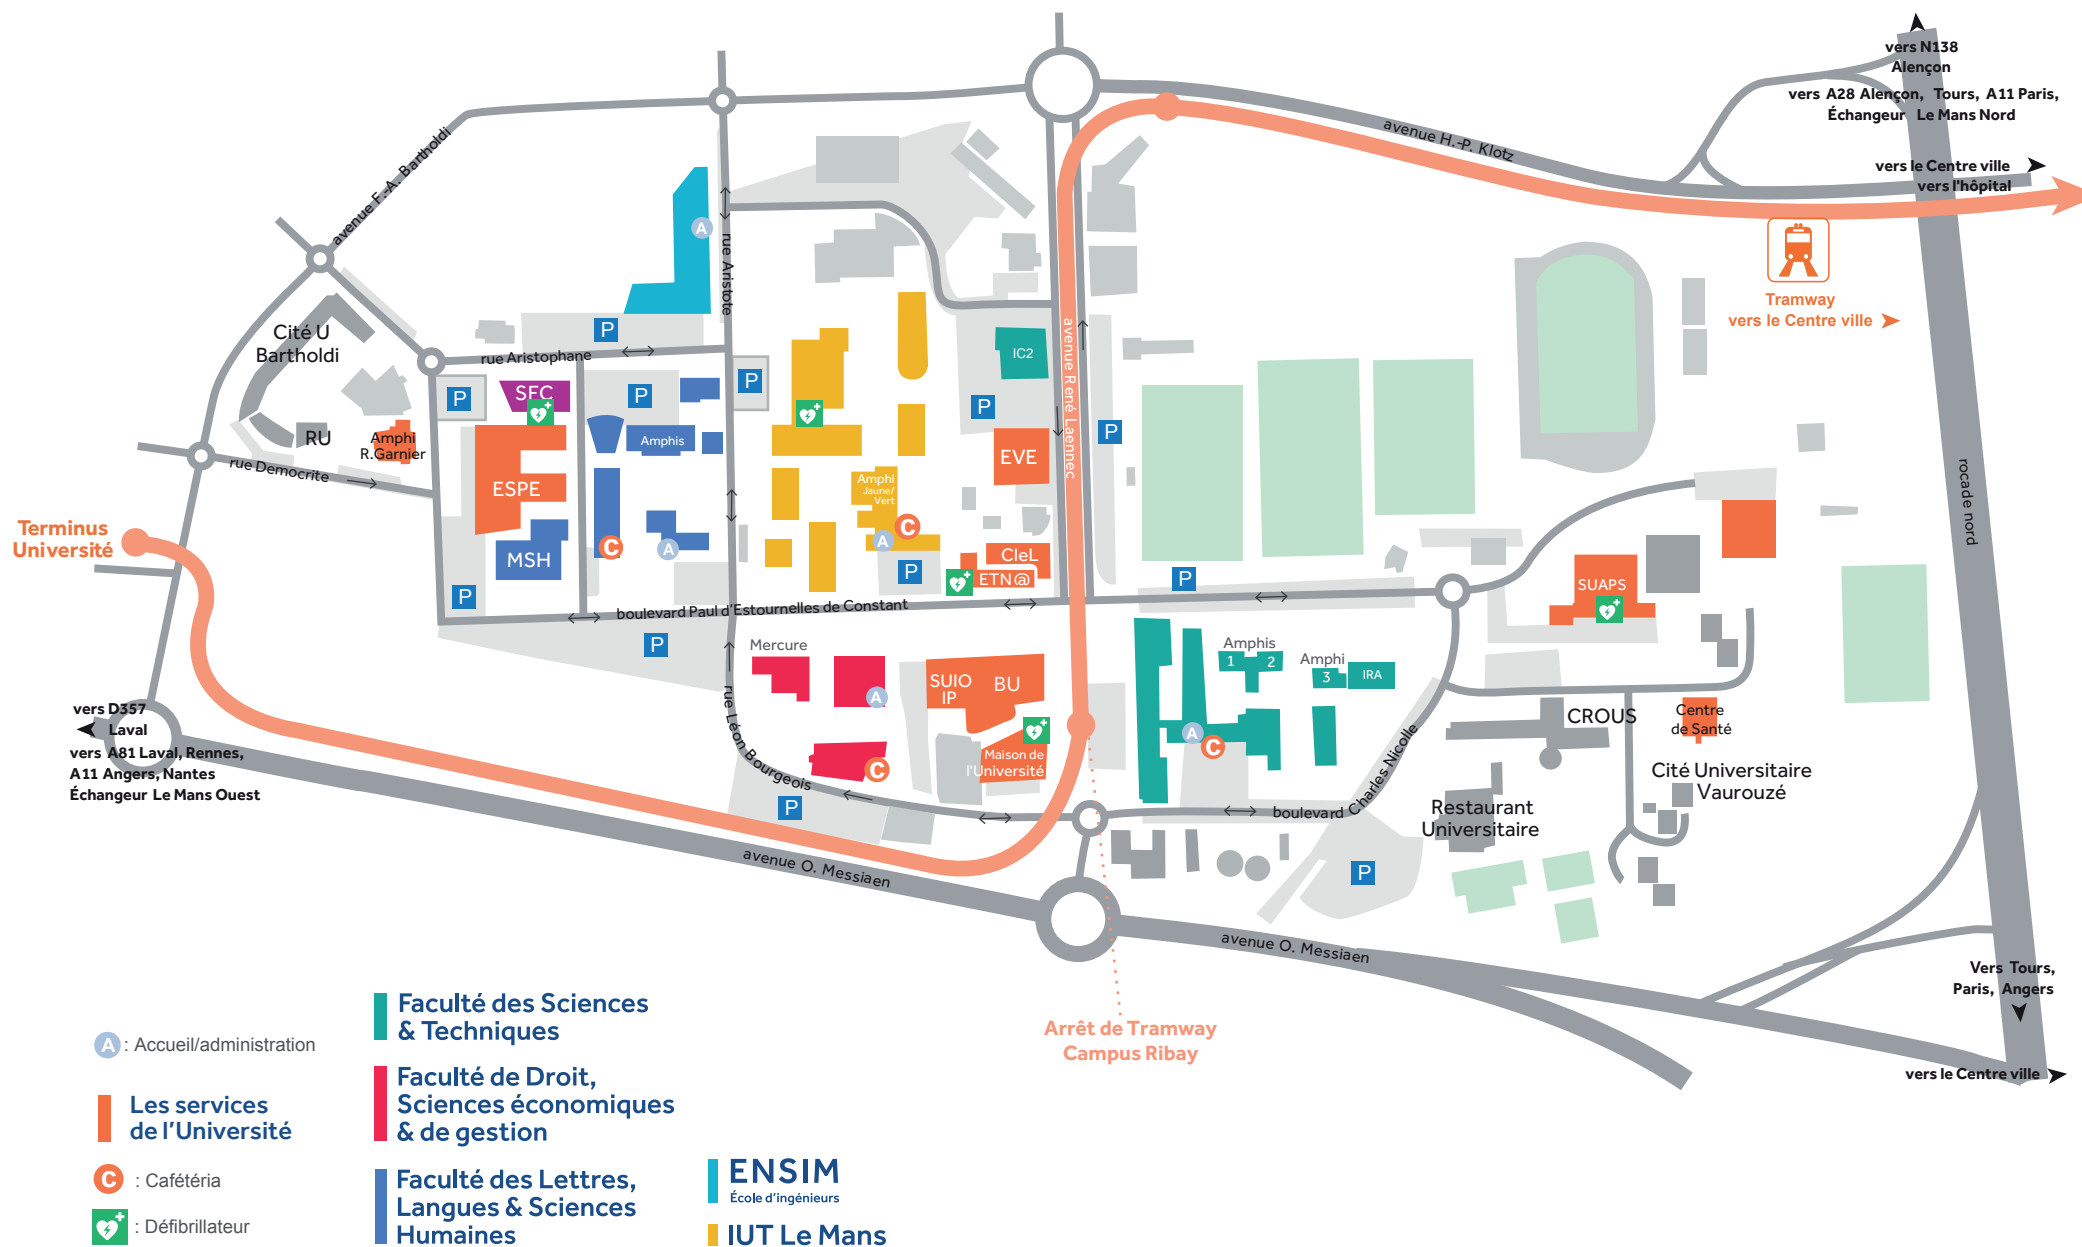 vers N138
Alençon
vers A28 Alençon, Tours, A11 Paris,
Échangeur Le Mans Nord
avenue H.-P. Klotz
vers le Centre ville
vers l'hôpital
avenue F.-A. Bartholdi
A
rue Aristote
Tramway
vers le Centre ville
Cité U
Bartholdi
P
rue Aristophane
IC2
avenue René Laennec
P
SFC
P
P
P
P
RU
Amphi
R.Garnier
Amphis
EVE
rue Democrite
ESPE
Amphi
Jaune/
Vert
rocade nord
Terminus
Université
MSH
C
A
C
A
P
CleL
ETN@
P
P
SUAPS
boulevard Paul d'Estournelles de Constant
P
Mercure
A
SUIO
IP
BU
Amphis
1 2
Amphi
3
IRA
rue Léon Bourgeois
C
Maison de
l'Université
A
C
CROUS
Centre
de Santé
vers D357
Laval
vers A81 Laval, Rennes,
A11 Angers, Nantes
Échangeur Le Mans Ouest
P
boulevard Charles Nicolle
Cité Universitaire
Vaurouzé
Restaurant
Universitaire
avenue O. Messiaen
P
avenue O. Messiaen
Vers Tours,
Paris, Angers
Arrêt de Tramway
Campus Ribay
vers le Centre ville
A : Accueil/administration
Les services
de l'Université
C : Cafétéria
: Défibrillateur
Faculté des Sciences
& Techniques
Faculté de Droit,
Sciences économiques
& de gestion
Faculté des Lettres,
Langues & Sciences
Humaines
ENSIM
École d'ingénieurs
IUT Le Mans